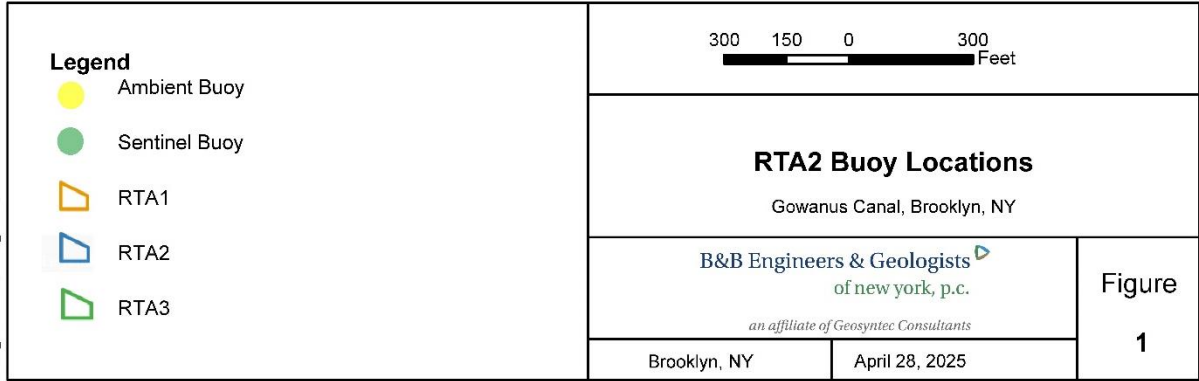 Legend
Ambient Buoy
Sentinel Buoy
RTA1
RTA2
RTA3
300 150 0 300
Feet
RTA2 Buoy Locations
Gowanus Canal, Brooklyn, NY
B&B Engineers & Geologists
of new york, p.c.
an affiliate of Geosyntec Consultants
Brooklyn, NY
April 28, 2025
Figure
1